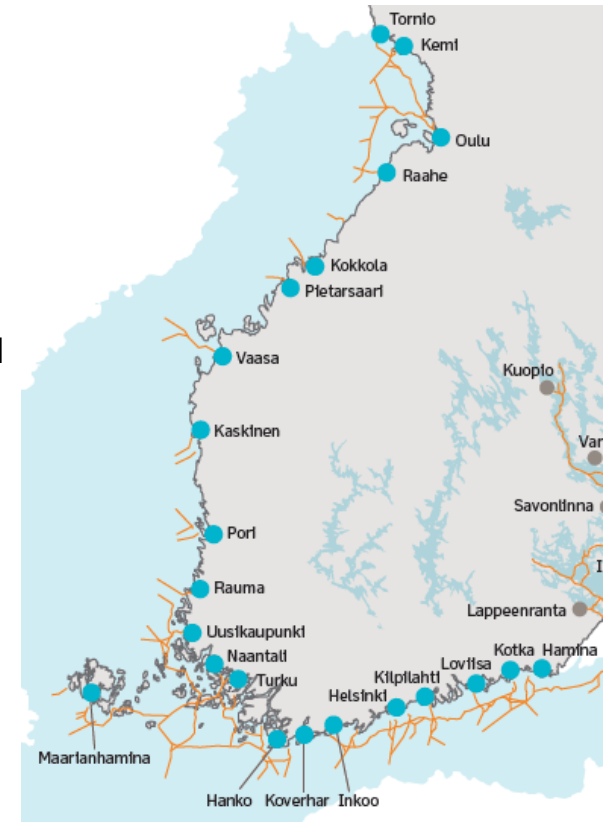 Tornio
Kemi
Oulu
Raahe
Kokkola
Pietarsaari
Vaasa
Kuopio
Kaskinen
Var
Savonlinna
Pori
I
Rauma
Lappeenranta
Uusikaupunki
Naantali
Turku
Kotka
Hamina
Loviisa
Kilpilahti
Helsinki
Maarianhamina
Hanko
Koverhar
Inkoo